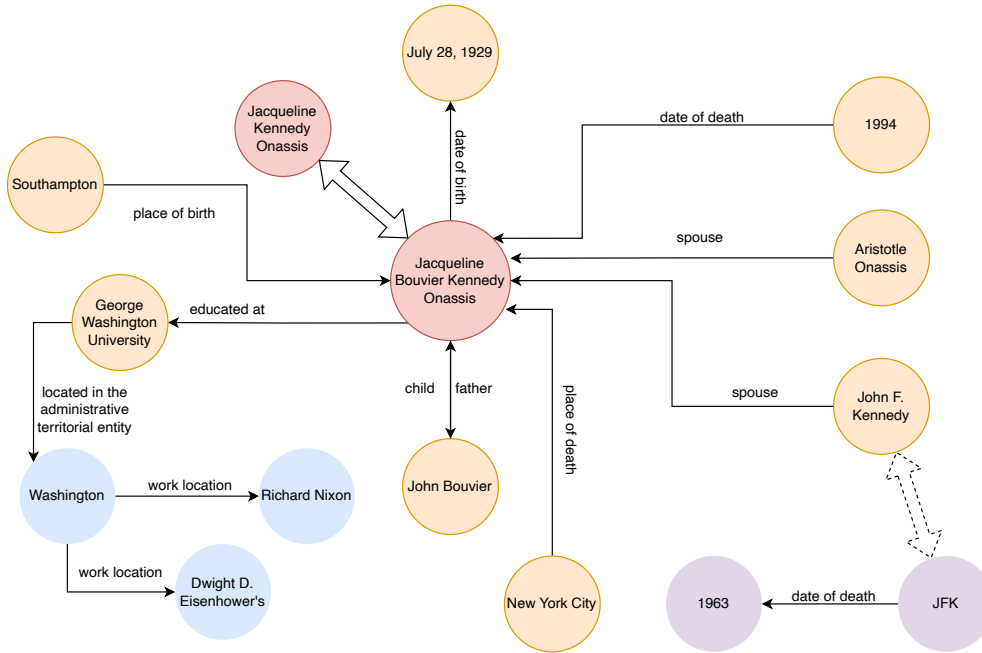 July 28, 1929
Jacqueline
Kennedy
Onassis
date of death
1994
Southampton
date of birth
place of birth
spouse
Aristotle
Onassis
Jacqueline
Bouvier Kennedy
Onassis
George
Washington
University
educated at
located in the
administrative
territorial entity
child
father
place of death
spouse
John F.
Kennedy
Washington
work location
Richard Nixon
John Bouvier
work location
Dwight D.
Eisenhower's
New York City
1963
date of death
JFK